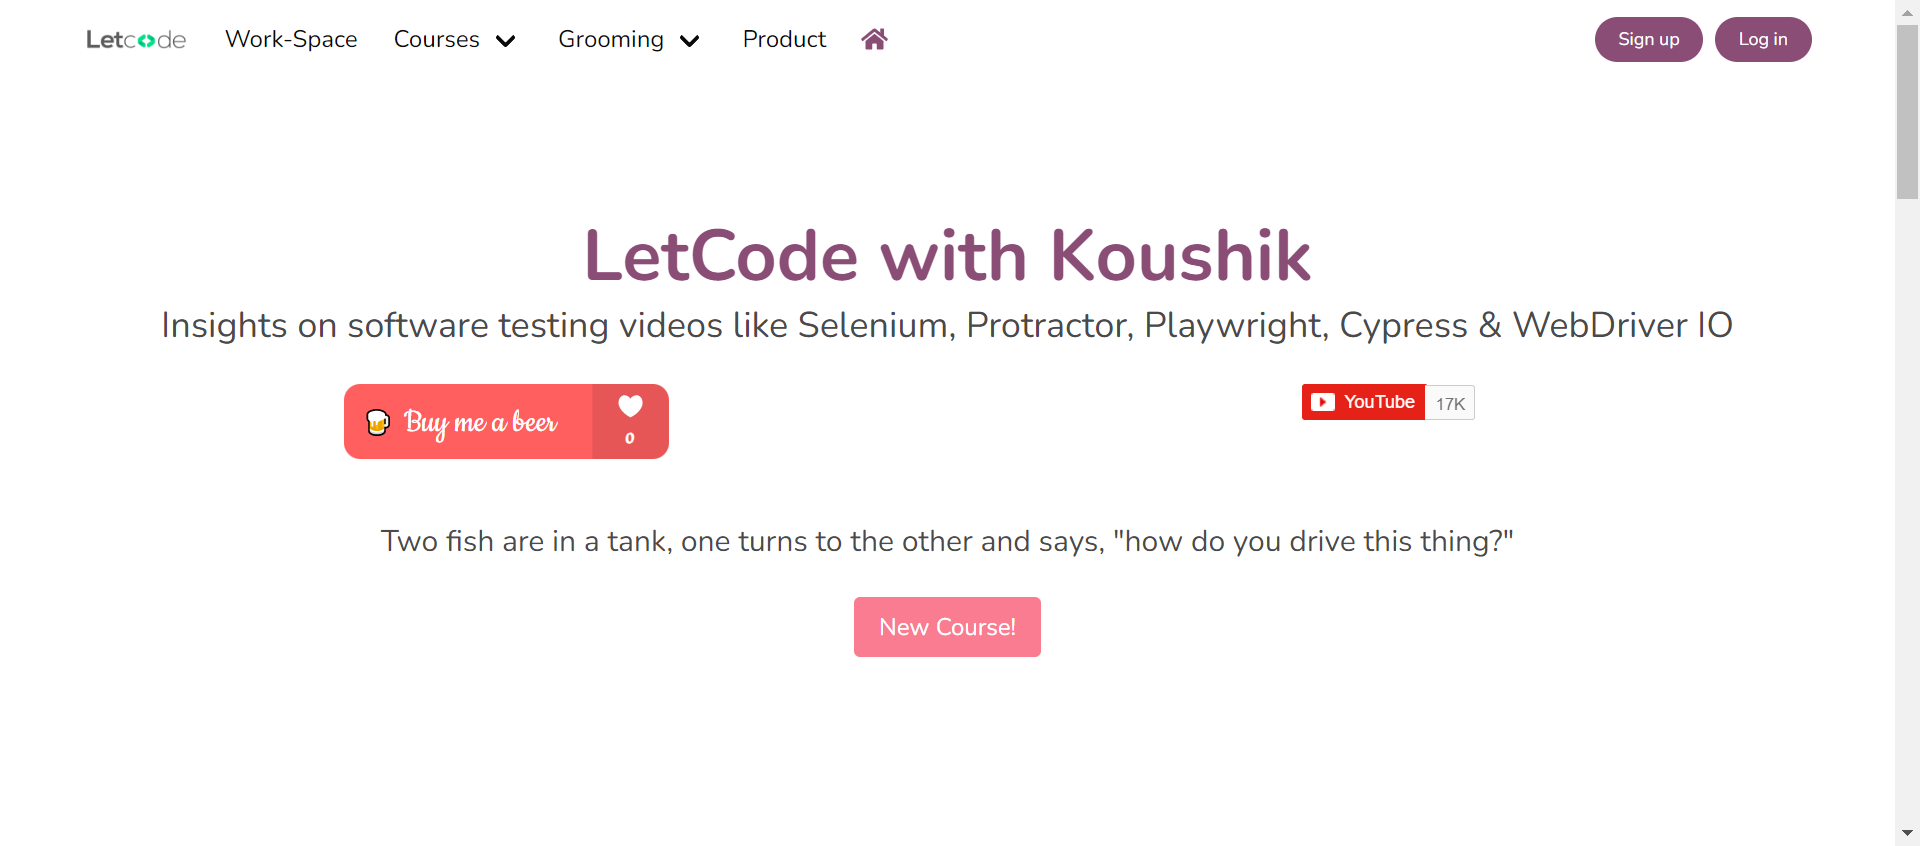 Letcode Work-Space Courses Grooming Product Sign up Log in
LetCode with Koushik
Insights on software testing videos like Selenium, Protractor, Playwright, Cypress & WebDriver IO
Buy me a beer 0 YouTube 17K
Two fish are in a tank, one turns to the other and says, "how do you drive this thing?"
New Course!